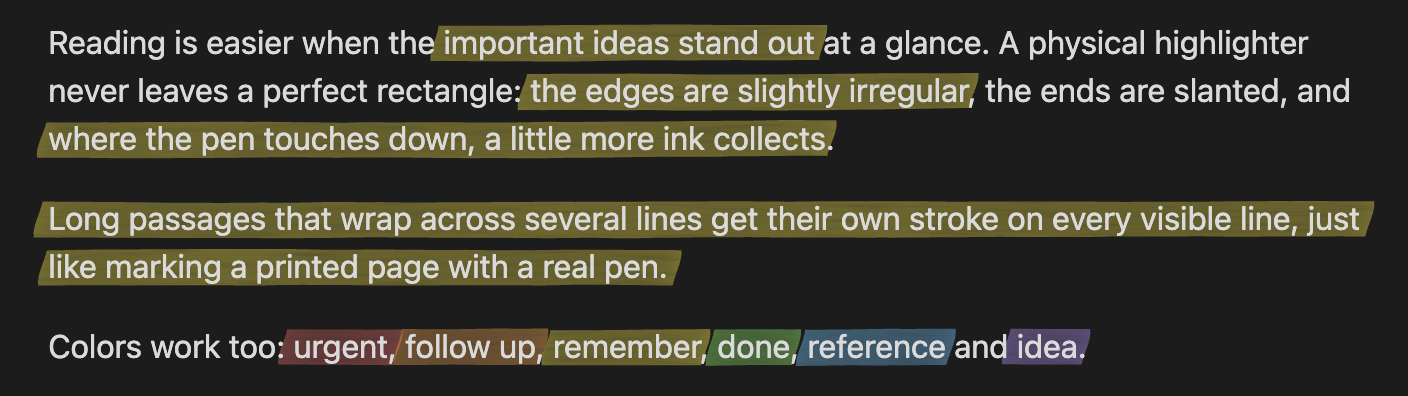 Reading is easier when the important ideas stand out at a glance. A physical highlighter
never leaves a perfect rectangle: the edges are slightly irregular, the ends are slanted, and
where the pen touches down, a little more ink collects.
Long passages that wrap across several lines get their own stroke on every visible line, just
like marking a printed page with a real pen.
Colors work too: urgent, follow up, remember, done, reference and idea.